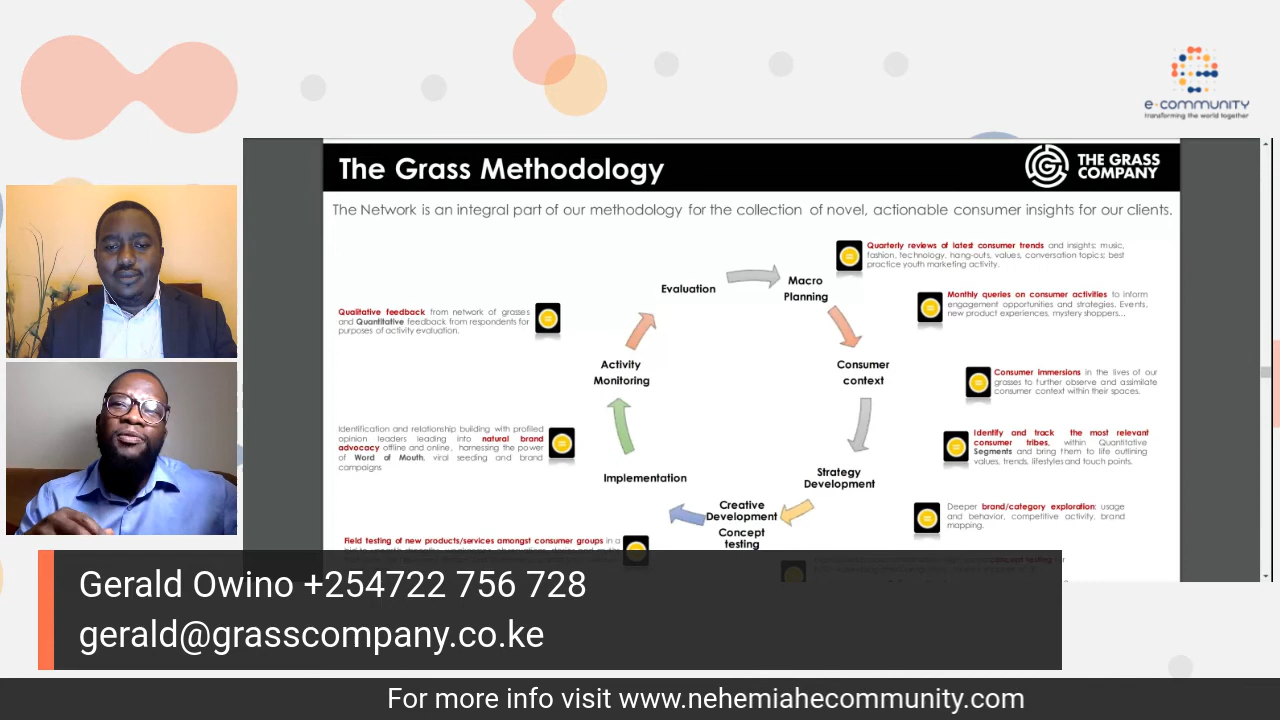 e·community
transforming the world together
The Grass Methodology
THE GRASS
COMPANY
The Network is an integral part of our methodology for the collection of novel, actionable consumer insights for our clients.
Evaluation
Macro
Planning
Quarterly reviews of latest consumer trends and insights: music,
fashion, technology, hang-outs, values, conversation topics; best
practice youth marketing activity.
Monthly queries on consumer activities to inform
engagement opportunities and strategies. Events,
new product experiences, mystery shoppers...
Qualitative feedback from network of grasses
and Quantitative feedback from respondents for
purposes of activity evaluation.
Activity
Monitoring
Consumer
context
Consumer immersions in the lives of our
grasses to further observe and assimilate
consumer context within their spaces.
Identification and relationship building with profiled
opinion leaders leading into natural brand
advocacy offline and online, harnessing the power
of Word of Mouth, viral seeding and brand
campaigns
Identify and track the most relevant
consumer tribes, within Quantitative
Segments and bring them to life outlining
values, trends, lifestyles and touch points.
Implementation
Strategy
Development
Creative
Development
Concept
testing
Deeper brand/category exploration: usage
and behavior, competitive activity, brand
mapping.
Field testing of new products/services amongst consumer groups in a
concept testing
Gerald Owino +254722 756 728
gerald@grasscompany.co.ke
For more info visit www.nehemiahecommunity.com